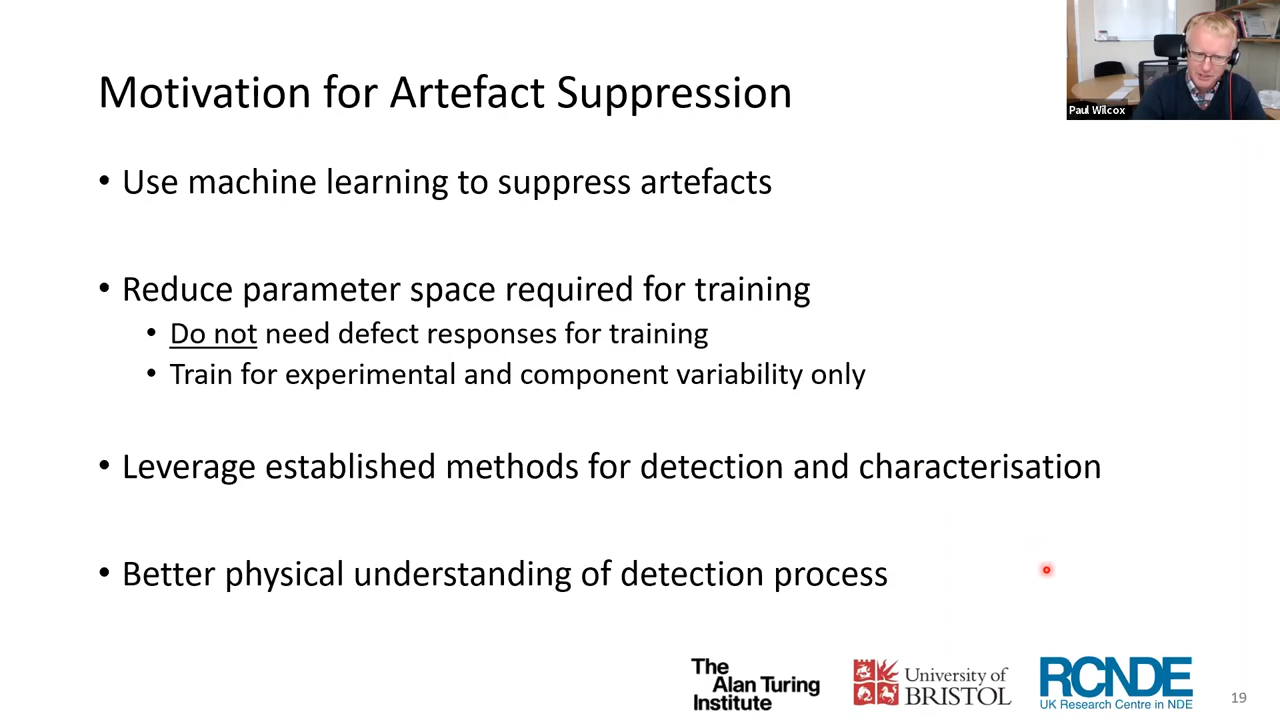 Paul Wilcox
Motivation for Artefact Suppression
• Use machine learning to suppress artefacts
• Reduce parameter space required for training
• Do not need defect responses for training
• Train for experimental and component variability only
• Leverage established methods for detection and characterisation
• Better physical understanding of detection process
The
Alan Turing
Institute
University of
BRISTOL
RCNDE
UK Research Centre in NDE
19